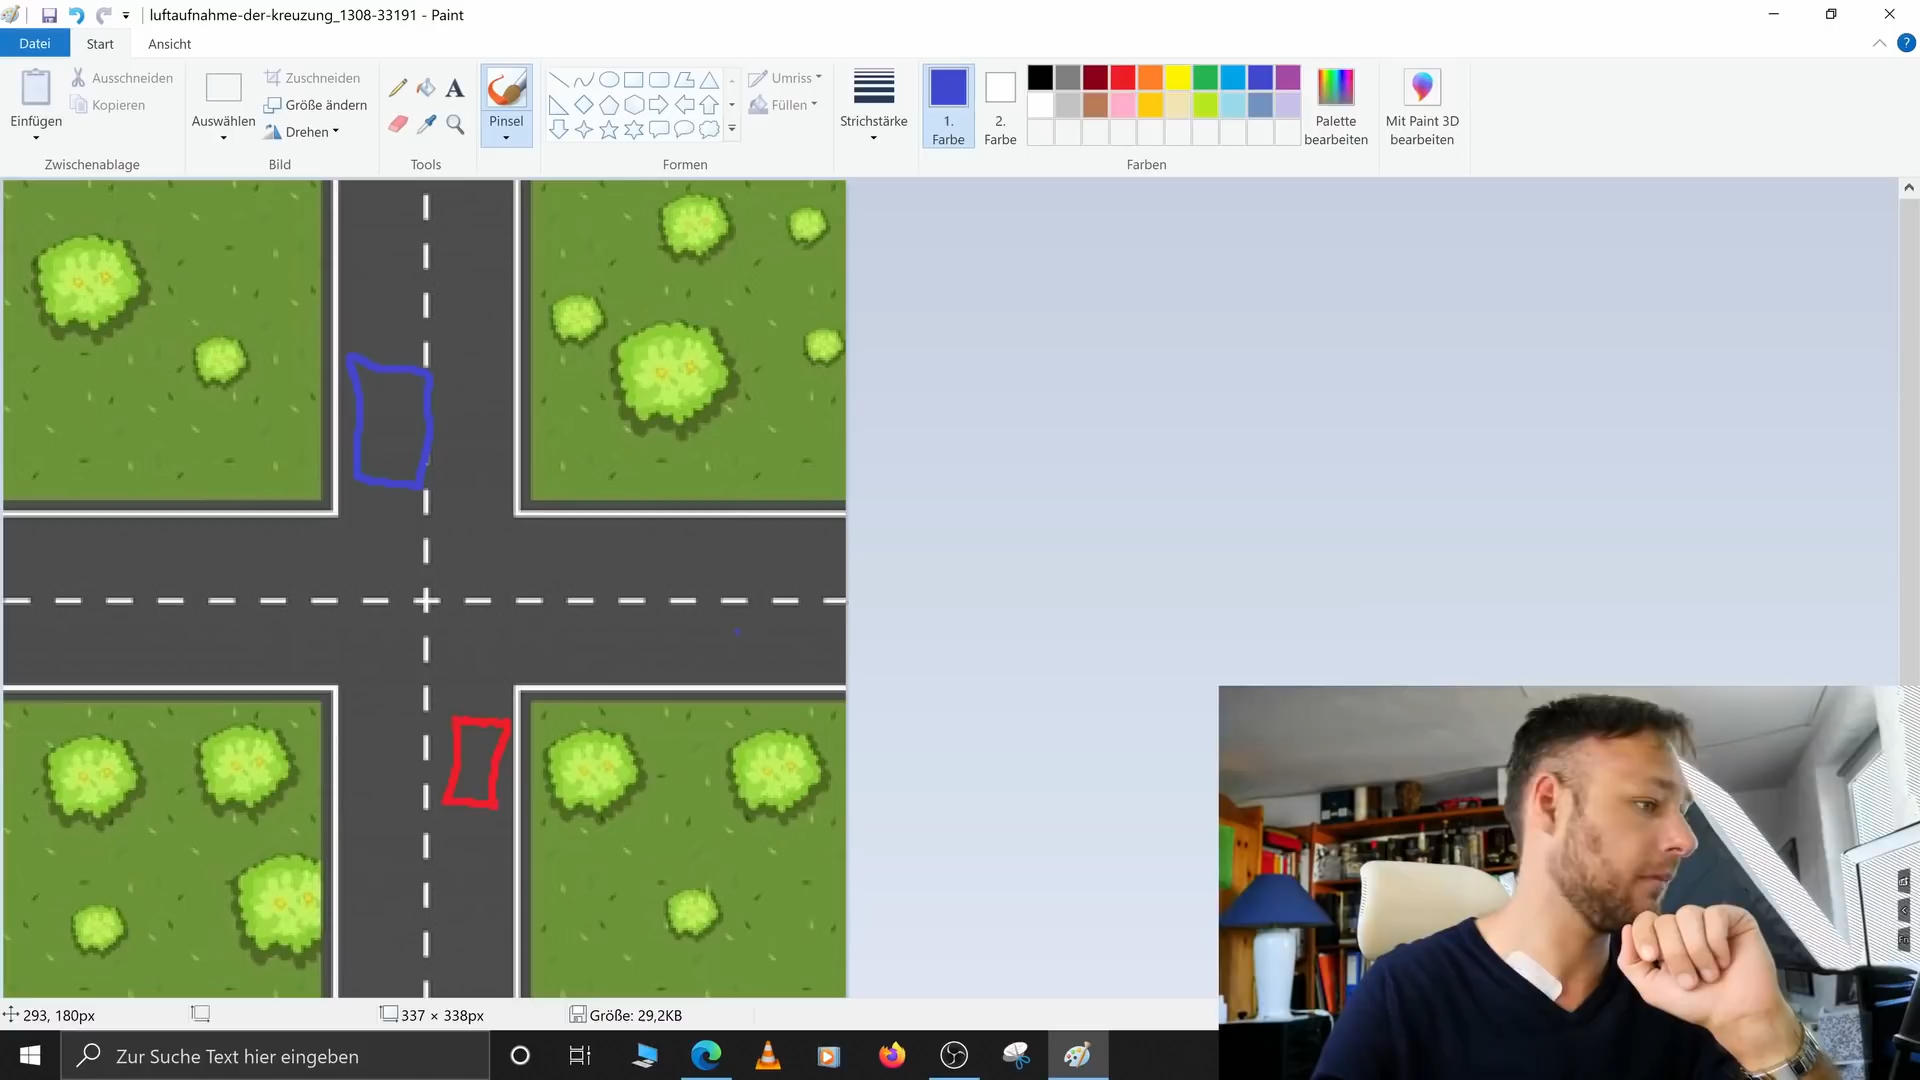 luftaufnahme-der-kreuzung_1308-33191 - Paint
Datei
Start
Ansicht
Einfügen
Ausschneiden
Kopieren
Zwischenablage
Auswählen
Zuschneiden
Größe ändern
Drehen
Bild
A
Tools
Pinsel
Umriss
Füllen
Formen
Strichstärke
1.
Farbe
2.
Farbe
Palette
bearbeiten
Farben
Mit Paint 3D
bearbeiten
293, 180px
337 × 338px
Größe: 29,2KB
Zur Suche Text hier eingeben